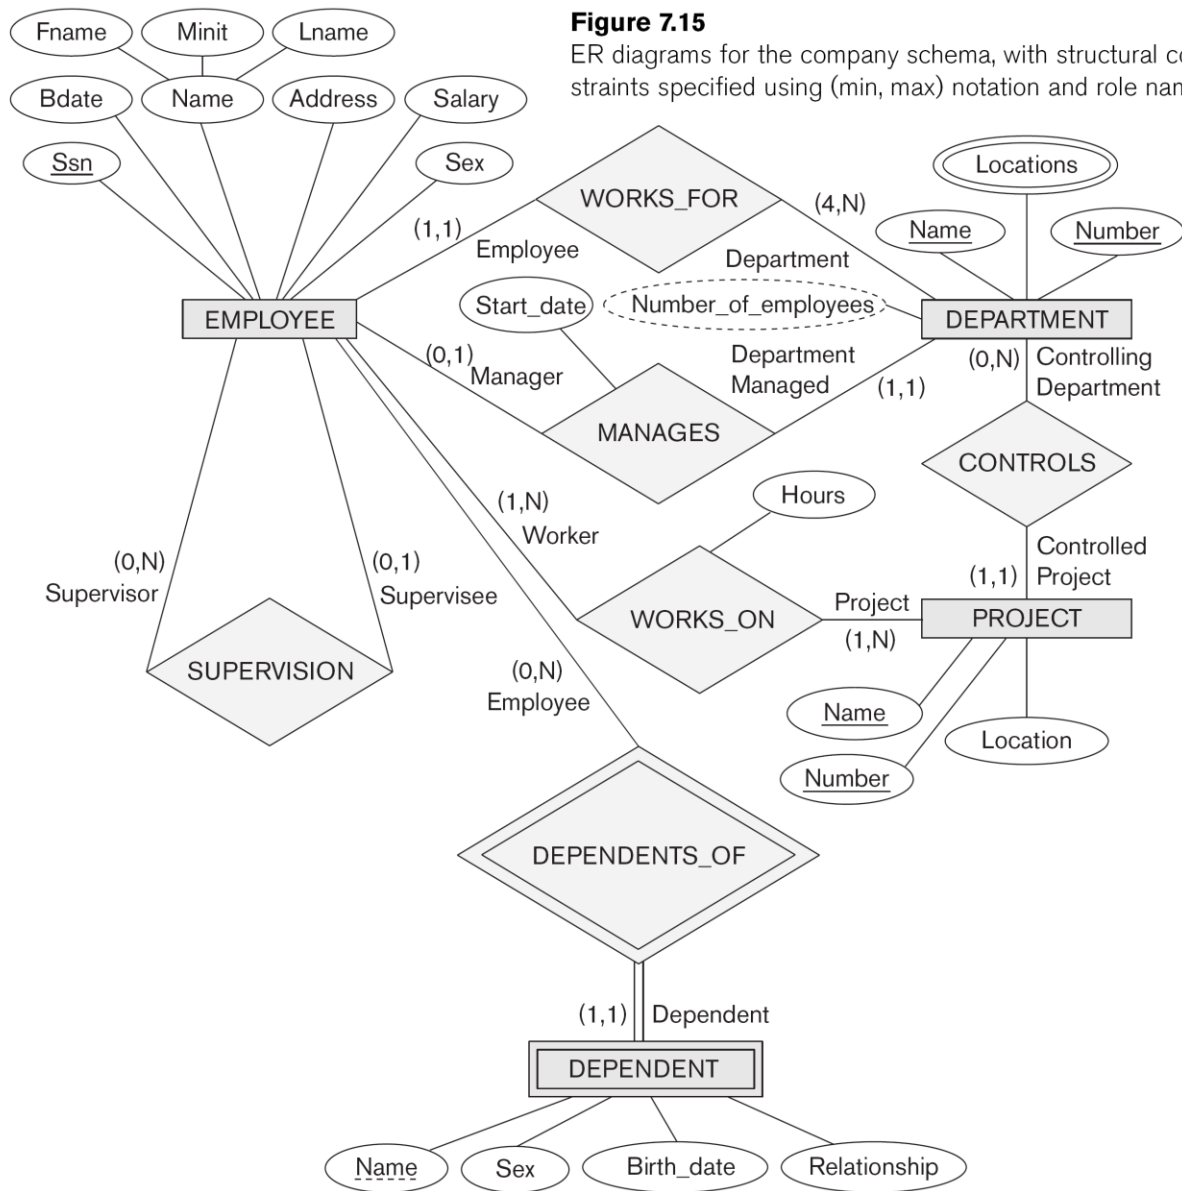 Figure 7.15
ER diagrams for the company schema, with structural co
straints specified using (min, max) notation and role nam
Fname
Minit
Lname
Bdate
Name
Address
Salary
Ssn
Sex
WORKS_FOR
Locations
Name
Number
(1,1)
Employee
(4,N)
Department
Start_date
Number_of_employees
EMPLOYEE
DEPARTMENT
(0,1)
Manager
Department
Managed
(1,1)
MANAGES
(0,N)
Controlling
Department
CONTROLS
Hours
(1,N)
Worker
(0,N)
Supervisor
(0,1)
Supervisee
Controlled
Project
(1,1)
WORKS_ON
Project
(1,N)
PROJECT
SUPERVISION
(0,N)
Employee
Name
Number
Location
DEPENDENTS_OF
(1,1)
Dependent
DEPENDENT
Name
Sex
Birth_date
Relationship